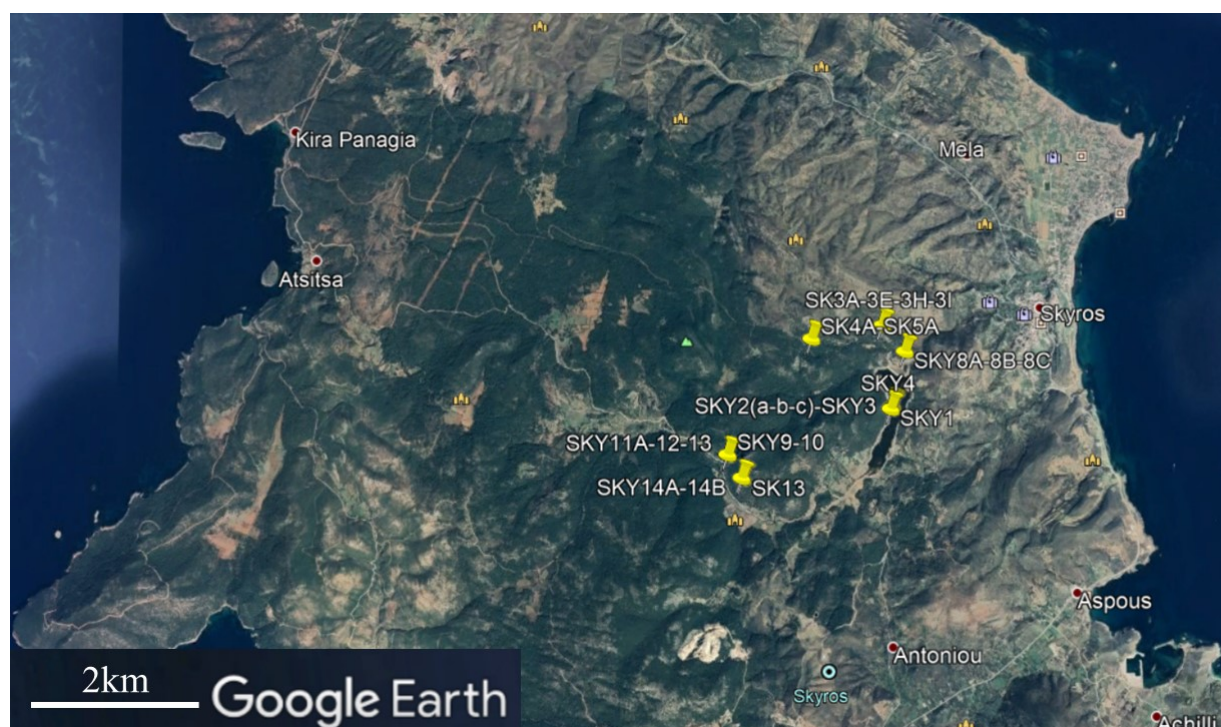 Kira Panagia
Mela
Atsitsa
SK3A-3E-3H-3I
Skyros
SK4A-SK5A
SKY8A-8B-8C
SKY4
SKY2(a-b-c)-SKY3
SKY1
SKY11A-12-13
SKY9-10
SKY14A-14B
SK13
Aspous
Antoniou
2km
Google Earth
Skyros
Achilli